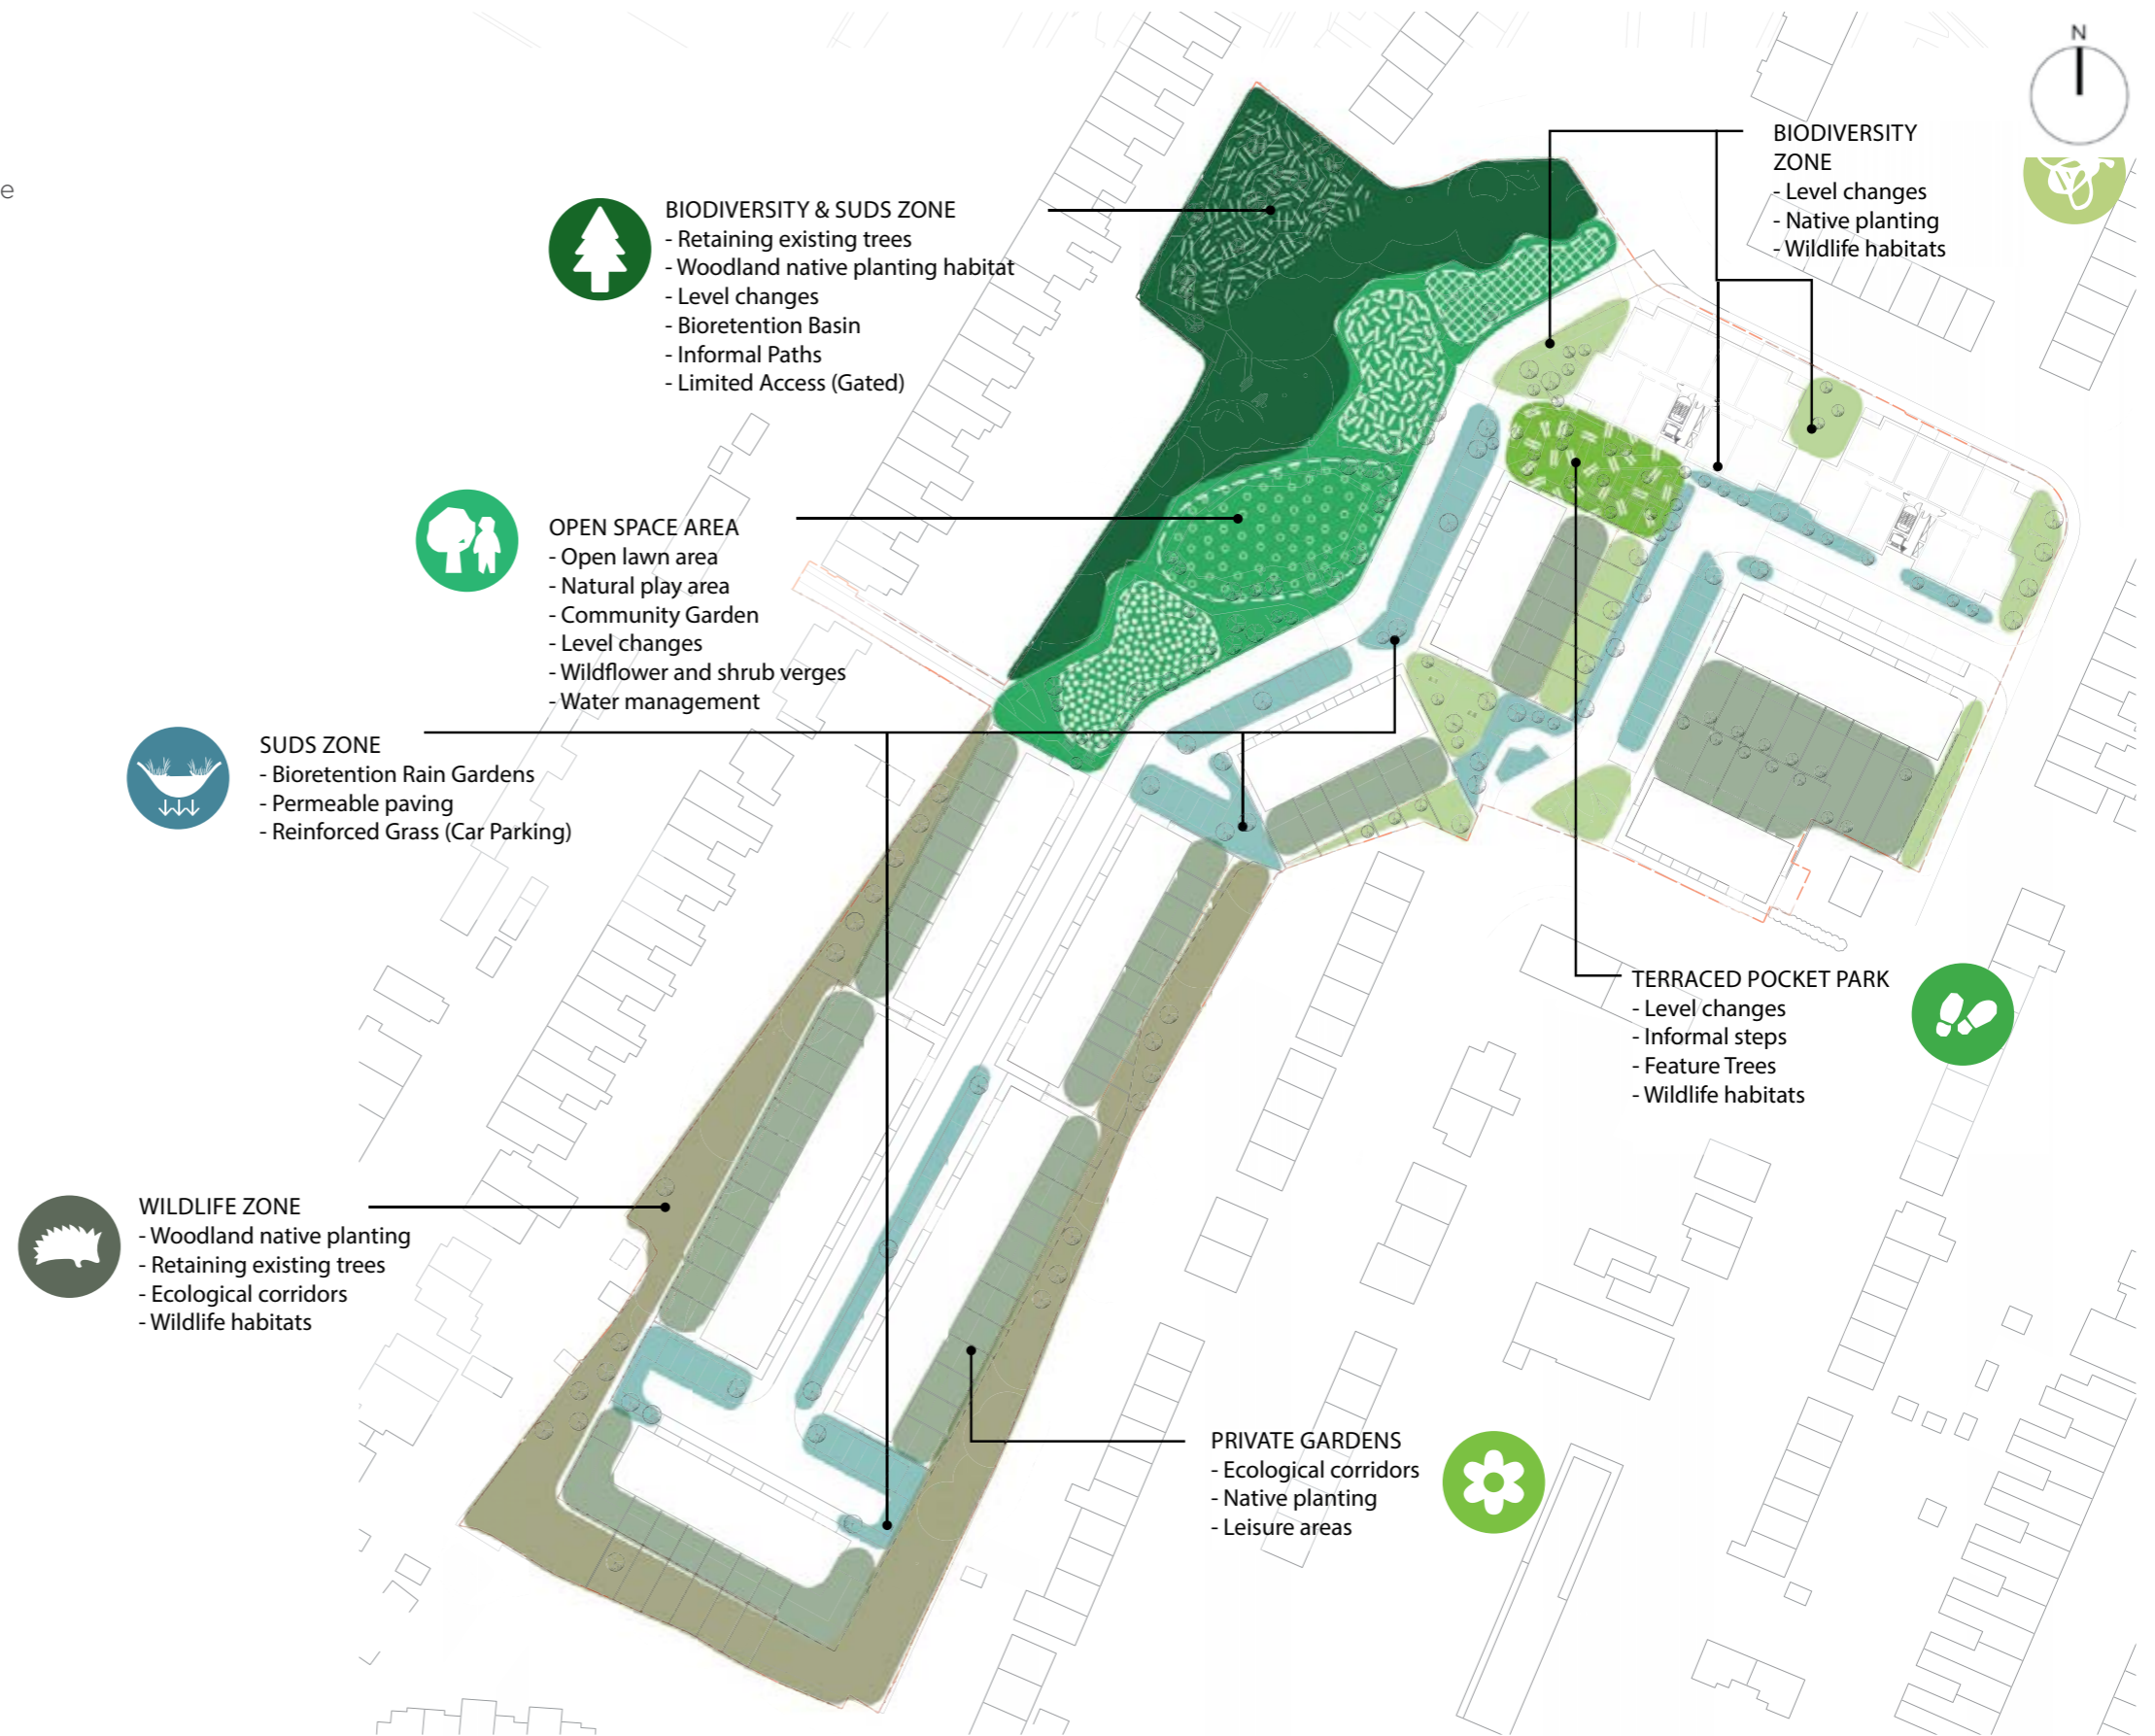 N
e
BIODIVERSITY
ZONE
- Level changes
- Native planting
- Wildlife habitats
BIODIVERSITY & SUDS ZONE
- Retaining existing trees
- Woodland native planting habitat
- Level changes
- Bioretention Basin
- Informal Paths
- Limited Access (Gated)
OPEN SPACE AREA
- Open lawn area
- Natural play area
- Community Garden
- Level changes
- Wildflower and shrub verges
- Water management
SUDS ZONE
- Bioretention Rain Gardens
- Permeable paving
- Reinforced Grass (Car Parking)
TERRACED POCKET PARK
- Level changes
- Informal steps
- Feature Trees
- Wildlife habitats
WILDLIFE ZONE
- Woodland native planting
- Retaining existing trees
- Ecological corridors
- Wildlife habitats
PRIVATE GARDENS
- Ecological corridors
- Native planting
- Leisure areas